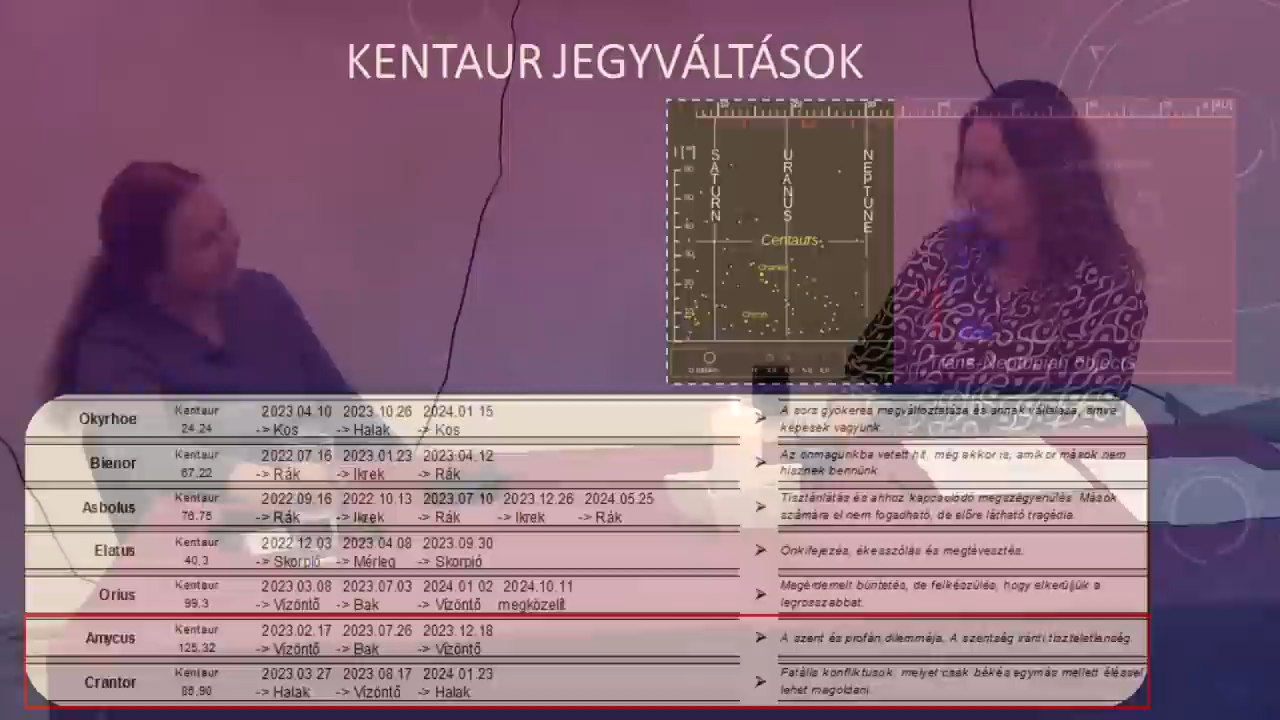 KENTAUR JEGYVÁLTÁSOK
SATURN
URANUS
NEPTUNE
Centaurs
Chariklo
Chiron
Trans-Neptunian objects
Okyrhoe
Kentaur
24,24
2023.04.10 2023.10.26 2024.01.15
-> Kos -> Halak -> Kos
A sors gyökeres megváltoztatása és annak vállalása, amire
képesek vagyunk.
Bienor
Kentaur
67,22
2022.07.16 2023.01.23 2023.04.12
-> Rák -> Ikrek -> Rák
Az önmagunkba vetett hit, még akkor is, amikor mások nem
hisznek bennünk.
Asbolus
Kentaur
76.75
2022.09.16 2022.10.13 2023.07.10 2023.12.26 2024.05.25
-> Rák -> Ikrek -> Rák -> Ikrek -> Rák
Tisztánlátás és ahhoz kapcsolódó megszégyenülés. Mások
számára el nem fogadható, de előre látható tragédia.
Elatus
Kentaur
40,3
2022.12.03 2023.04.08 2023.09.30
-> Skorpió -> Mérleg -> Skorpió
Önkifejezés, ékesszólás és megtévesztés.
Orius
Kentaur
99.3
2023.03.08 2023.07.03 2024.01.02 2024.10.11
-> Vízöntő -> Bak -> Vízöntő megközelít
Megérdemelt büntetés, de felkészülés, hogy elkerüljük a
legrosszabbat.
Amycus
Kentaur
125,32
2023.02.17 2023.07.26 2023.12.18
-> Vízöntő -> Bak -> Vízöntő
A szent és profán dilemmája. A szentség iránti tiszteletlenség.
Crantor
Kentaur
86,90
2023.03.27 2023.08.17 2024.01.23
-> Halak -> Vízöntő -> Halak
Fatális konfliktusok, melyet csak békés egymás mellett éléssel
lehet magoldani.